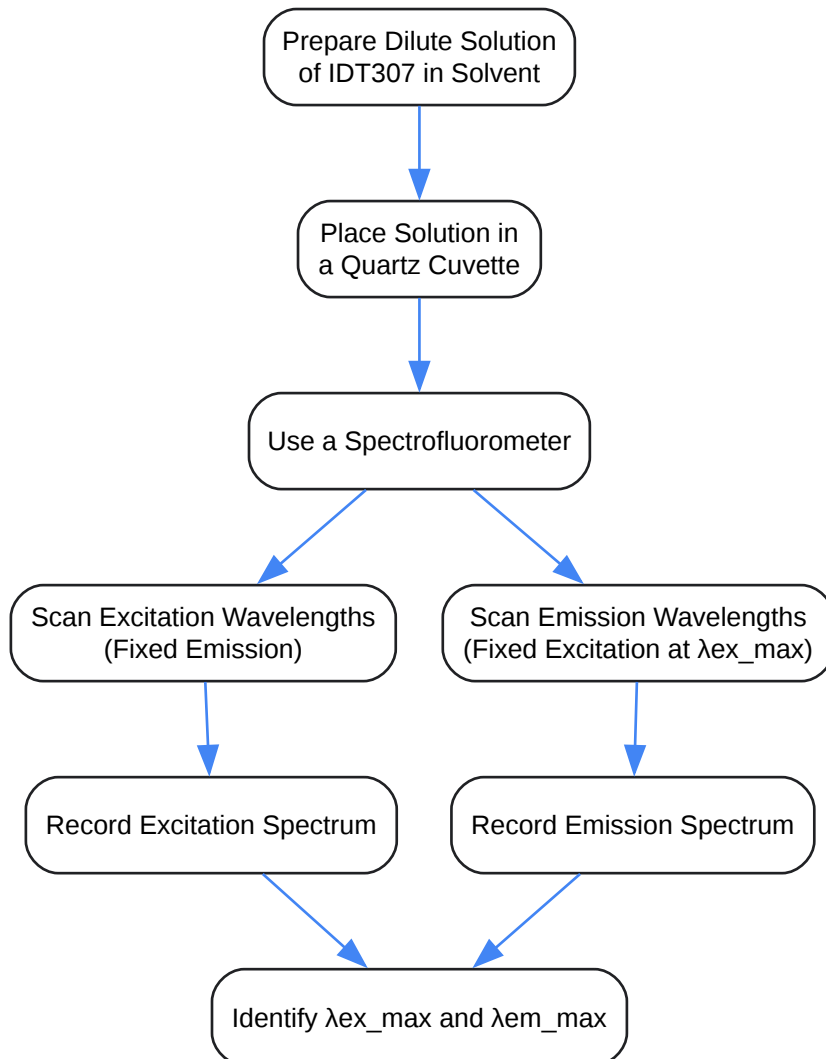 Prepare Dilute Solution
of IDT307 in Solvent
Place Solution in
a Quartz Cuvette
Use a Spectrofluorometer
Scan Excitation Wavelengths
(Fixed Emission)
Scan Emission Wavelengths
(Fixed Excitation at λex_max)
Record Excitation Spectrum
Record Emission Spectrum
Identify λex_max and λem_max